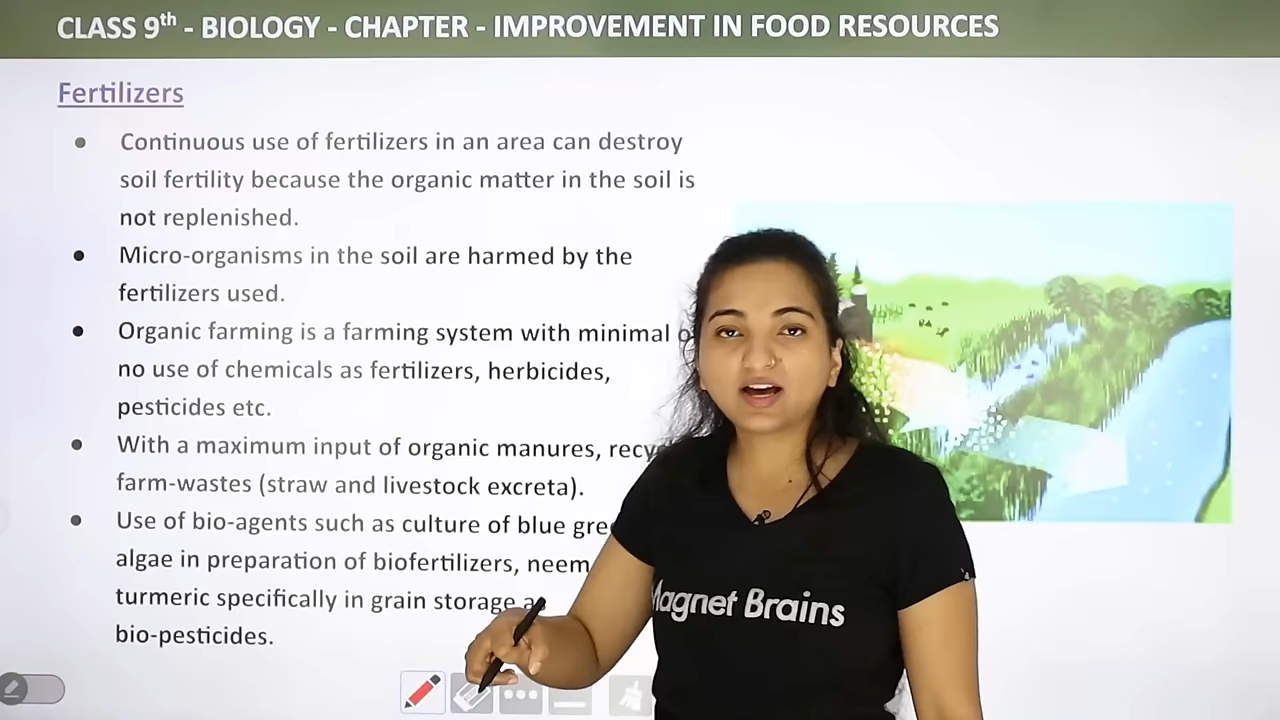 CLASS 9th - BIOLOGY - CHAPTER - IMPROVEMENT IN FOOD RESOURCES
Fertilizers
• Continuous use of fertilizers in an area can destroy
soil fertility because the organic matter in the soil is
not replenished.
• Micro-organisms in the soil are harmed by the
fertilizers used.
• Organic farming is a farming system with minimal
no use of chemicals as fertilizers, herbicides,
pesticides etc.
• With a maximum input of organic manures,
farm-wastes (straw and livestock excreta).
• Use of bio-agents such as culture of blue
algae in preparation of biofertilizers, neem
turmeric specifically in grain storage
bio-pesticides.
Magnet Brains